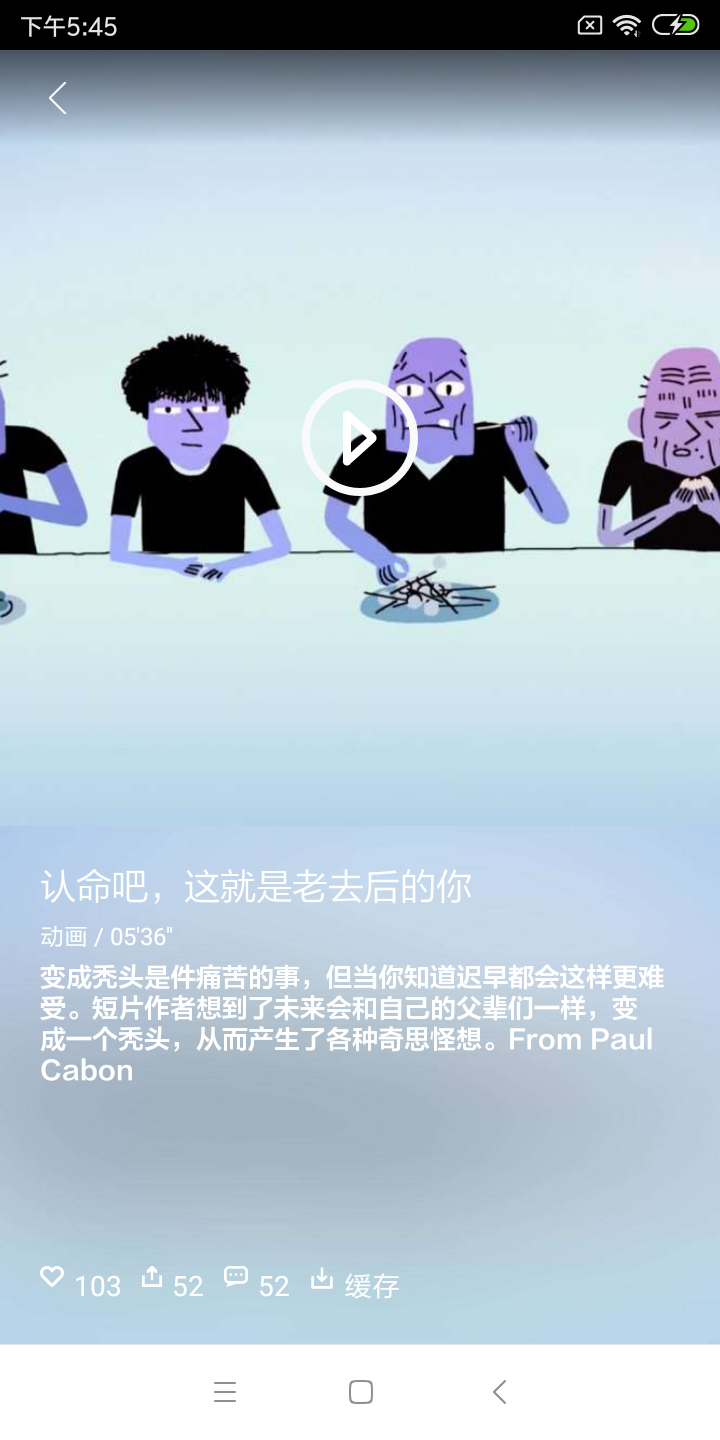 下午5:45
认命吧，这就是老去后的你
动画 / 05'36"
变成秃头是件痛苦的事，但当你知道迟早都会这样更难
受。短片作者想到了未来会和自己的父辈们一样，变
成一个秃头，从而产生了各种奇思怪想。From Paul
Cabon
103 52 52 缓存